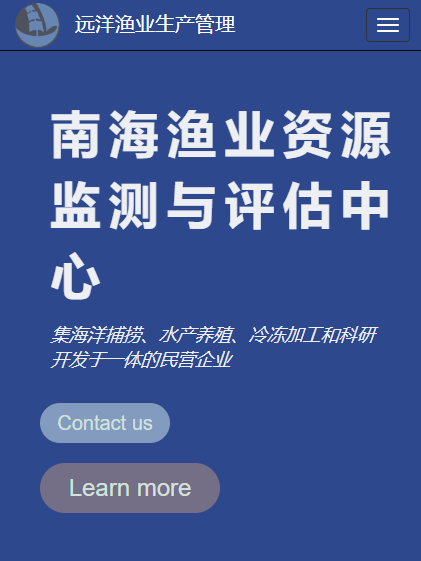 远洋渔业生产管理
南海渔业资源
监测与评估中
心
集海洋捕捞、水产养殖、冷冻加工和科研
开发于一体的民营企业
Contact us
Learn more